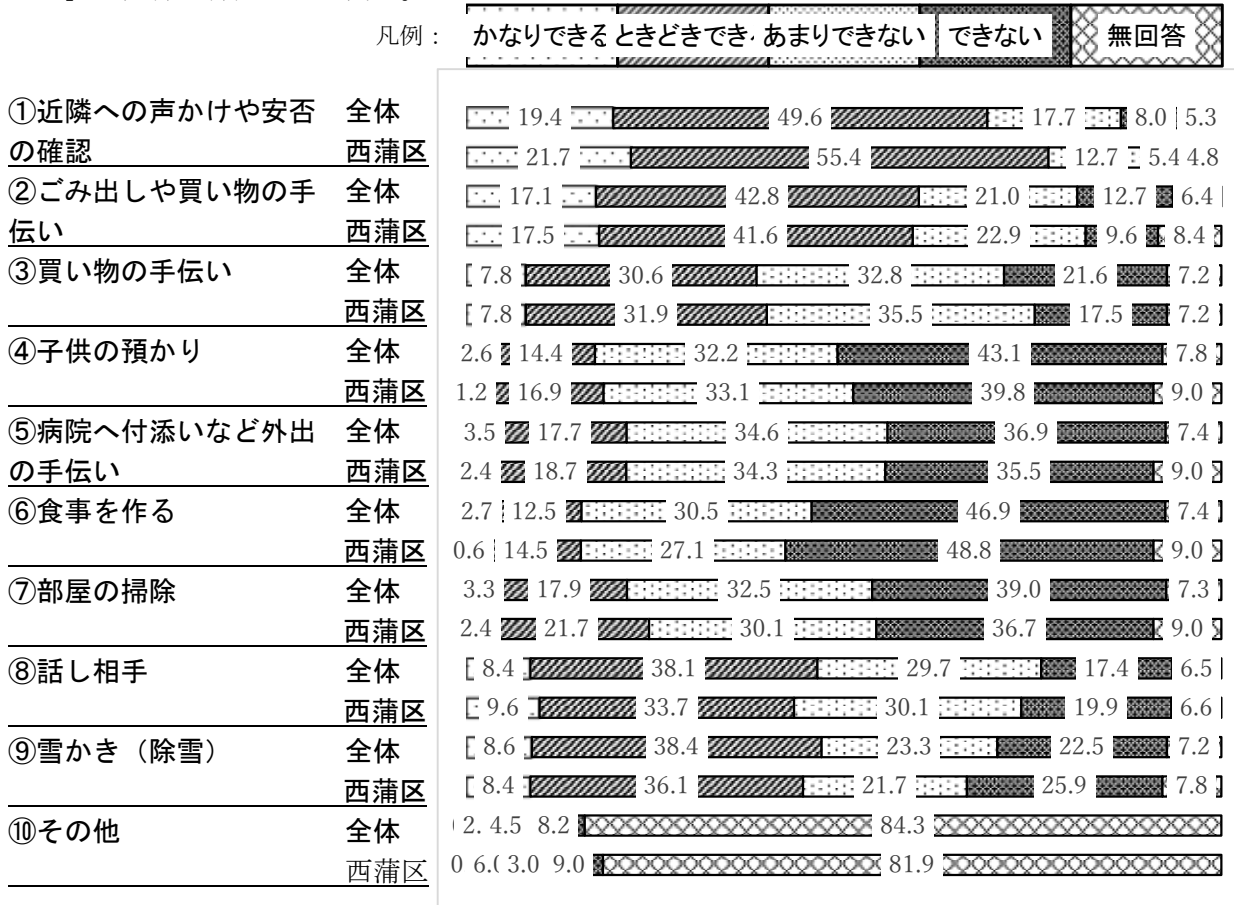 凡例： かなりできる ときどきでき あまりできない できない 無回答
①近隣への声かけや安否 全体 19.4 49.6 17.7 8.0 5.3
の確認 西蒲区 21.7 55.4 12.7 5.4 4.8
②ごみ出しや買い物の手 全体 17.1 42.8 21.0 12.7 6.4
伝い 西蒲区 17.5 41.6 22.9 9.6 8.4
③買い物の手伝い 全体 7.8 30.6 32.8 21.6 7.2
西蒲区 7.8 31.9 35.5 17.5 7.2
④子供の預かり 全体 2.6 14.4 32.2 43.1 7.8
西蒲区 1.2 16.9 33.1 39.8 9.0
⑤病院へ付添いなど外出 全体 3.5 17.7 34.6 36.9 7.4
の手伝い 西蒲区 2.4 18.7 34.3 35.5 9.0
⑥食事を作る 全体 2.7 12.5 30.5 46.9 7.4
西蒲区 0.6 14.5 27.1 48.8 9.0
⑦部屋の掃除 全体 3.3 17.9 32.5 39.0 7.3
西蒲区 2.4 21.7 30.1 36.7 9.0
⑧話し相手 全体 8.4 38.1 29.7 17.4 6.5
西蒲区 9.6 33.7 30.1 19.9 6.6
⑨雪かき（除雪） 全体 8.6 38.4 23.3 22.5 7.2
西蒲区 8.4 36.1 21.7 25.9 7.8
⑩その他 全体 2. 4.5 8.2 84.3
西蒲区 0 6. 3.0 9.0 81.9